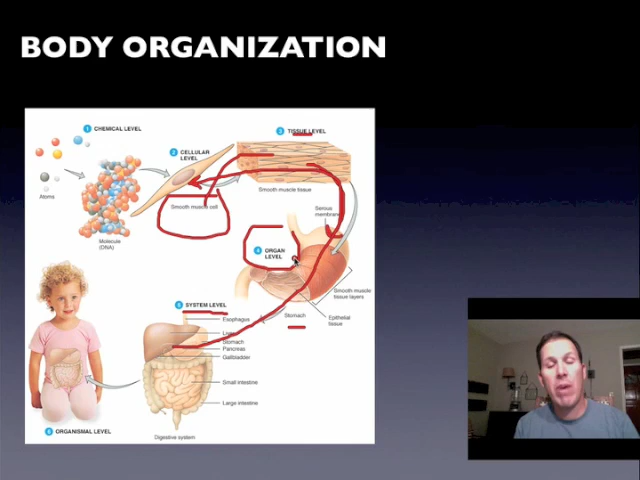 BODY ORGANIZATION
1 CHEMICAL LEVEL
Atoms
Molecule
(DNA)
2 CELLULAR
LEVEL
Smooth muscle cell
3 TISSUE LEVEL
Smooth muscle tissue
Serous
membrane
4 ORGAN
LEVEL
Smooth muscle
tissue layers
Stomach
Epithelial
tissue
5 SYSTEM LEVEL
Esophagus
Liver
Stomach
Pancreas
Gallbladder
Small intestine
Large intestine
Digestive system
6 ORGANISMAL LEVEL